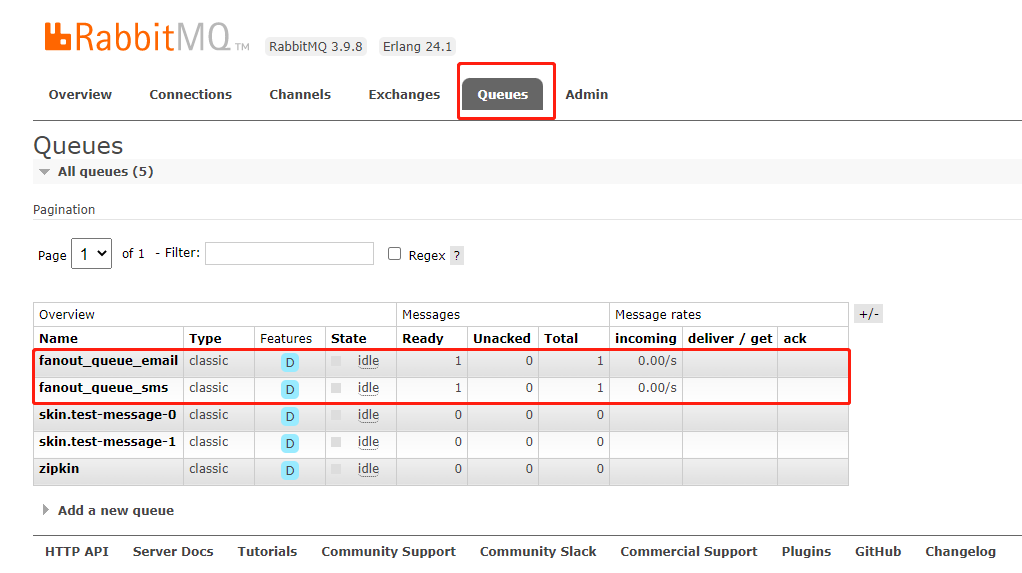 RabbitMQ TM RabbitMQ 3.9.8 Erlang 24.1
Overview Connections Channels Exchanges Queues Admin
Queues
All queues (5)
Pagination
Page 1 of 1 - Filter: Regex ?
Overview Messages Message rates +/-
Name Type Features State Ready Unacked Total incoming deliver / get ack
fanout_queue_email classic D idle 1 0 1 0.00/s
fanout_queue_sms classic D idle 1 0 1 0.00/s
skin.test-message-0 classic D idle 0 0 0
skin.test-message-1 classic D idle 0 0 0
zipkin classic D idle 0 0 0
Add a new queue
HTTP API Server Docs Tutorials Community Support Community Slack Commercial Support Plugins GitHub Changelog